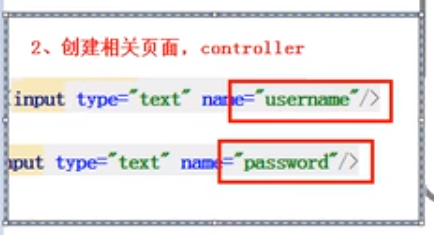 2、创建相关页面，controller
input type="text" name="username"/>
nput type="text" name="password"/>